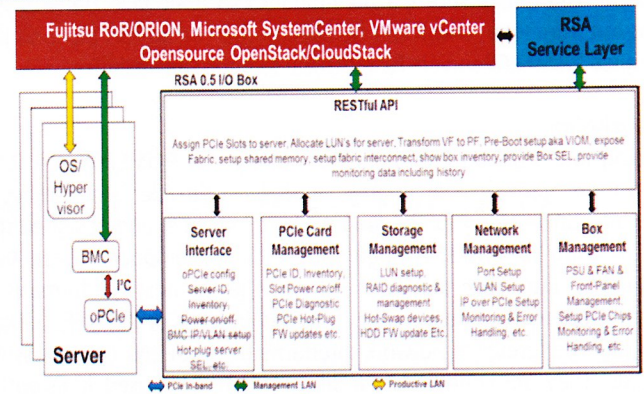 Fujitsu RoR/ORION, Microsoft SystemCenter, VMware vCenter
Opensource OpenStack/CloudStack
RSA
Service Layer
RSA 0.5 I/O Box
RESTful API
Assign PCIe Slots to server. Allocate LUN's for server, Transform VF to PF, Pre-Boot setup aka VIOM, expose
Fabric, setup shared memory, setup fabric interconnect, show box inventory, provide Box SEL, provide
monitoring data including history
OS/
Hyper
visor
BMC
I²C
oPCIe
Server
Server
Interface
oPCIe config
Server ID,
Inventory,
Power on/off,
BMC IP/VLAN setup
Hot-plug server
SEL, etc.
PCIe Card
Management
PCIe ID, Inventory,
Slot Power on/off,
PCIe Diagnostic
PCIe Hot-Plug
FW updates etc.
Storage
Management
LUN setup,
RAID diagnostic &
management
Hot-Swap devices,
HDD FW update Etc.
Network
Management
Port Setup
VLAN Setup
IP over PCIe Setup
Monitoring & Error
Handling, etc
Box
Management
PSU & FAN &
Front-Panel
Management.
Setup PCIe Chips
Monitoring & Error
Handling, etc.
PCIe In-band
Management LAN
Productive LAN